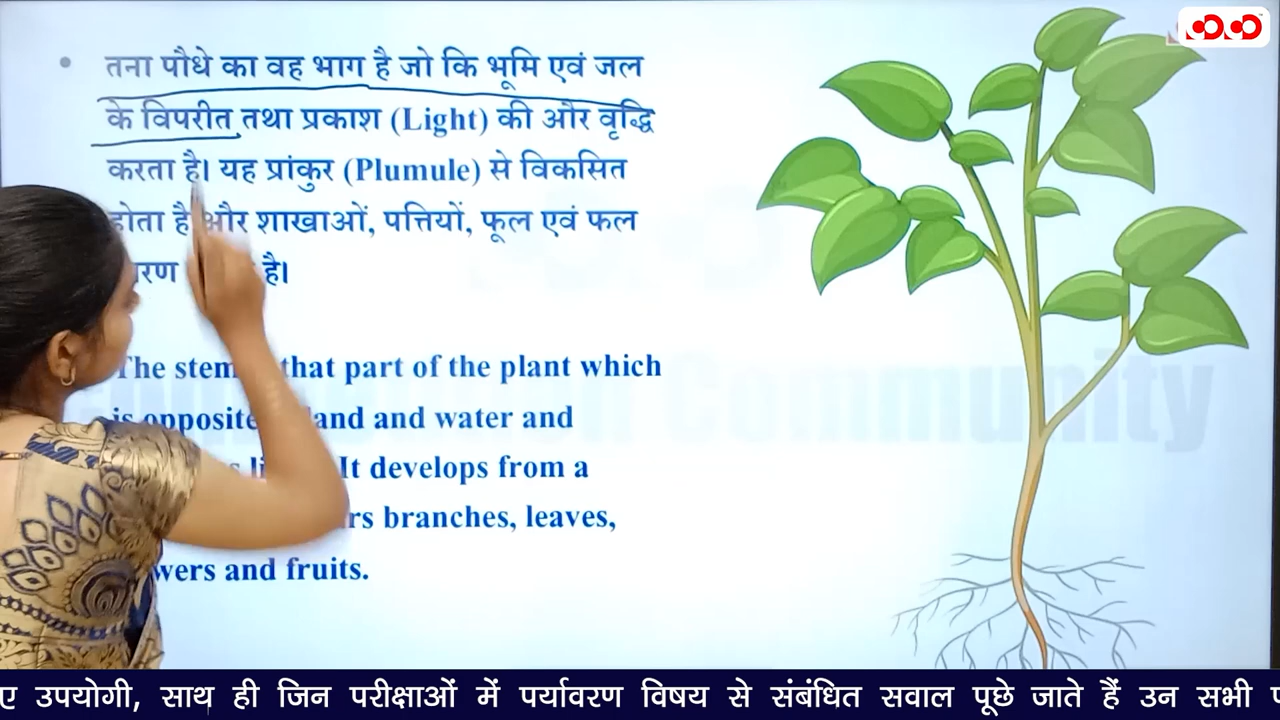 तना पौधे का वह भाग है जो कि भूमि एवं जल
के विपरीत तथा प्रकाश (Light) की और वृद्धि
करता है। यह प्रांकुर (Plumule) से विकसित
होता है और शाखाओं, पत्तियों, फूल एवं फल
है।
The stem that part of the plant which
is opposite land and water and
It develops from a
branches, leaves,
and fruits.
Community
उपयोगी, साथ ही जिन परीक्षाओं में पर्यावरण विषय से संबंधित सवाल पूछे जाते हैं उन सभी